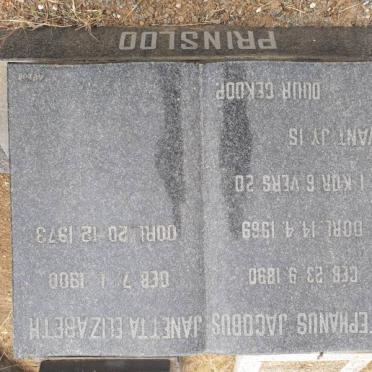 TEPHANUS JACOBUS
GEB 23 9 1890
OORL 14 4 1969
1 KOR 6 VERS 20
WANT JY IS
DUUR GEKOOP
JANETTA ELIZABETH
GEB 7 1 1900
OORL 20 12 1973
AVBOB
PRINSLOO